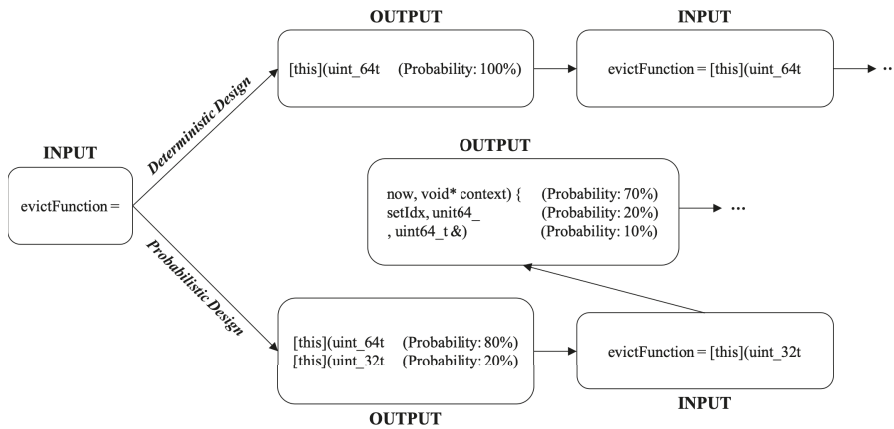 OUTPUT
[this](uint_64t (Probability: 100%)
INPUT
evictFunction = [this](uint_64t
...
Deterministic Design
INPUT
evictFunction =
Probabilistic Design
OUTPUT
now, void* context) { (Probability: 70%)
setIdx, unit64_ (Probability: 20%)
, uint64_t &) (Probability: 10%)
...
[this](uint_64t (Probability: 80%)
[this](uint_32t (Probability: 20%)
OUTPUT
evictFunction = [this](uint_32t
INPUT